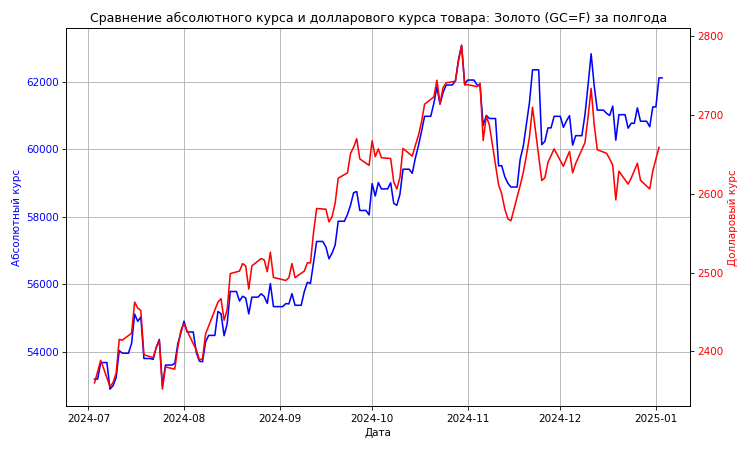 Сравнение абсолютного курса и долларового курса товара: Золото (GC=F) за полгода
2800
62000
2700
60000
2600
58000
2500
56000
2400
54000
Абсолютный курс
Долларовый курс
2024-07 2024-08 2024-09 2024-10 2024-11 2024-12 2025-01
Дата